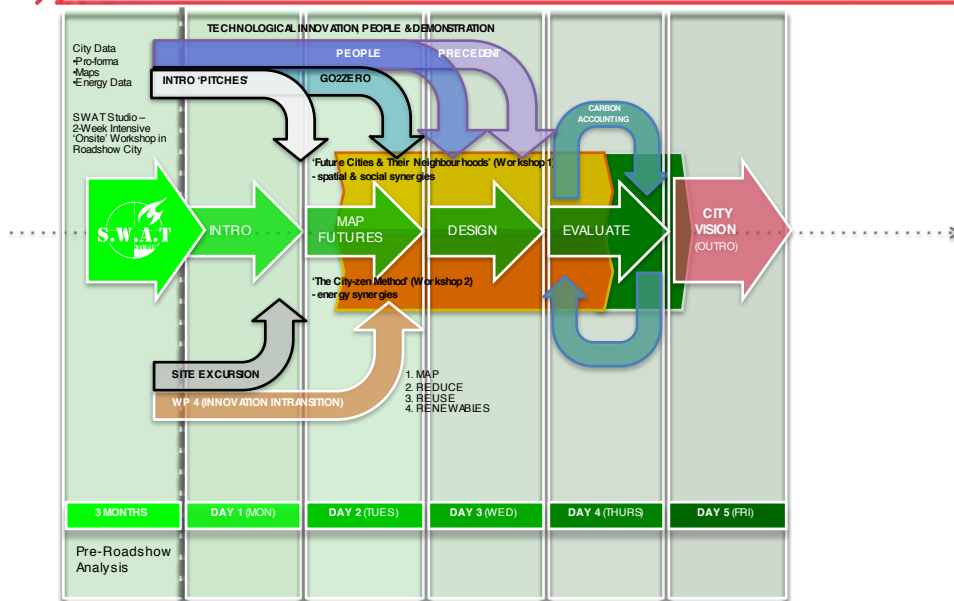 TECHNOLOGICAL INNOVATION, PEOPLE & DEMONSTRATION
City Data
•Pro-forma
•Maps
•Energy Data
PEOPLE
PRECEDENT
INTRO ‘PITCHES’
GO2ZERO
CARBON
ACCOUNTING
SWAT Studio –
2-Week Intensive
‘Onsite’ Workshop in
Roadshow City
‘Future Cities & Their Neighbourhoods’ (Workshop 1)
- spatial & social synergies
S.W.A.T
STUDIO
INTRO
MAP
FUTURES
DESIGN
EVALUATE
CITY
VISION
(OUTRO)
‘The City-zen Method’ (Workshop 2)
- energy synergies
SITE EXCURSION
WP 4 (INNOVATION IN TRANSITION)
1. MAP
2. REDUCE
3. REUSE
4. RENEWABLES
3 MONTHS
DAY 1 (MON)
DAY 2 (TUES)
DAY 3 (WED)
DAY 4 (THURS)
DAY 5 (FRI)
Pre-Roadshow
Analysis